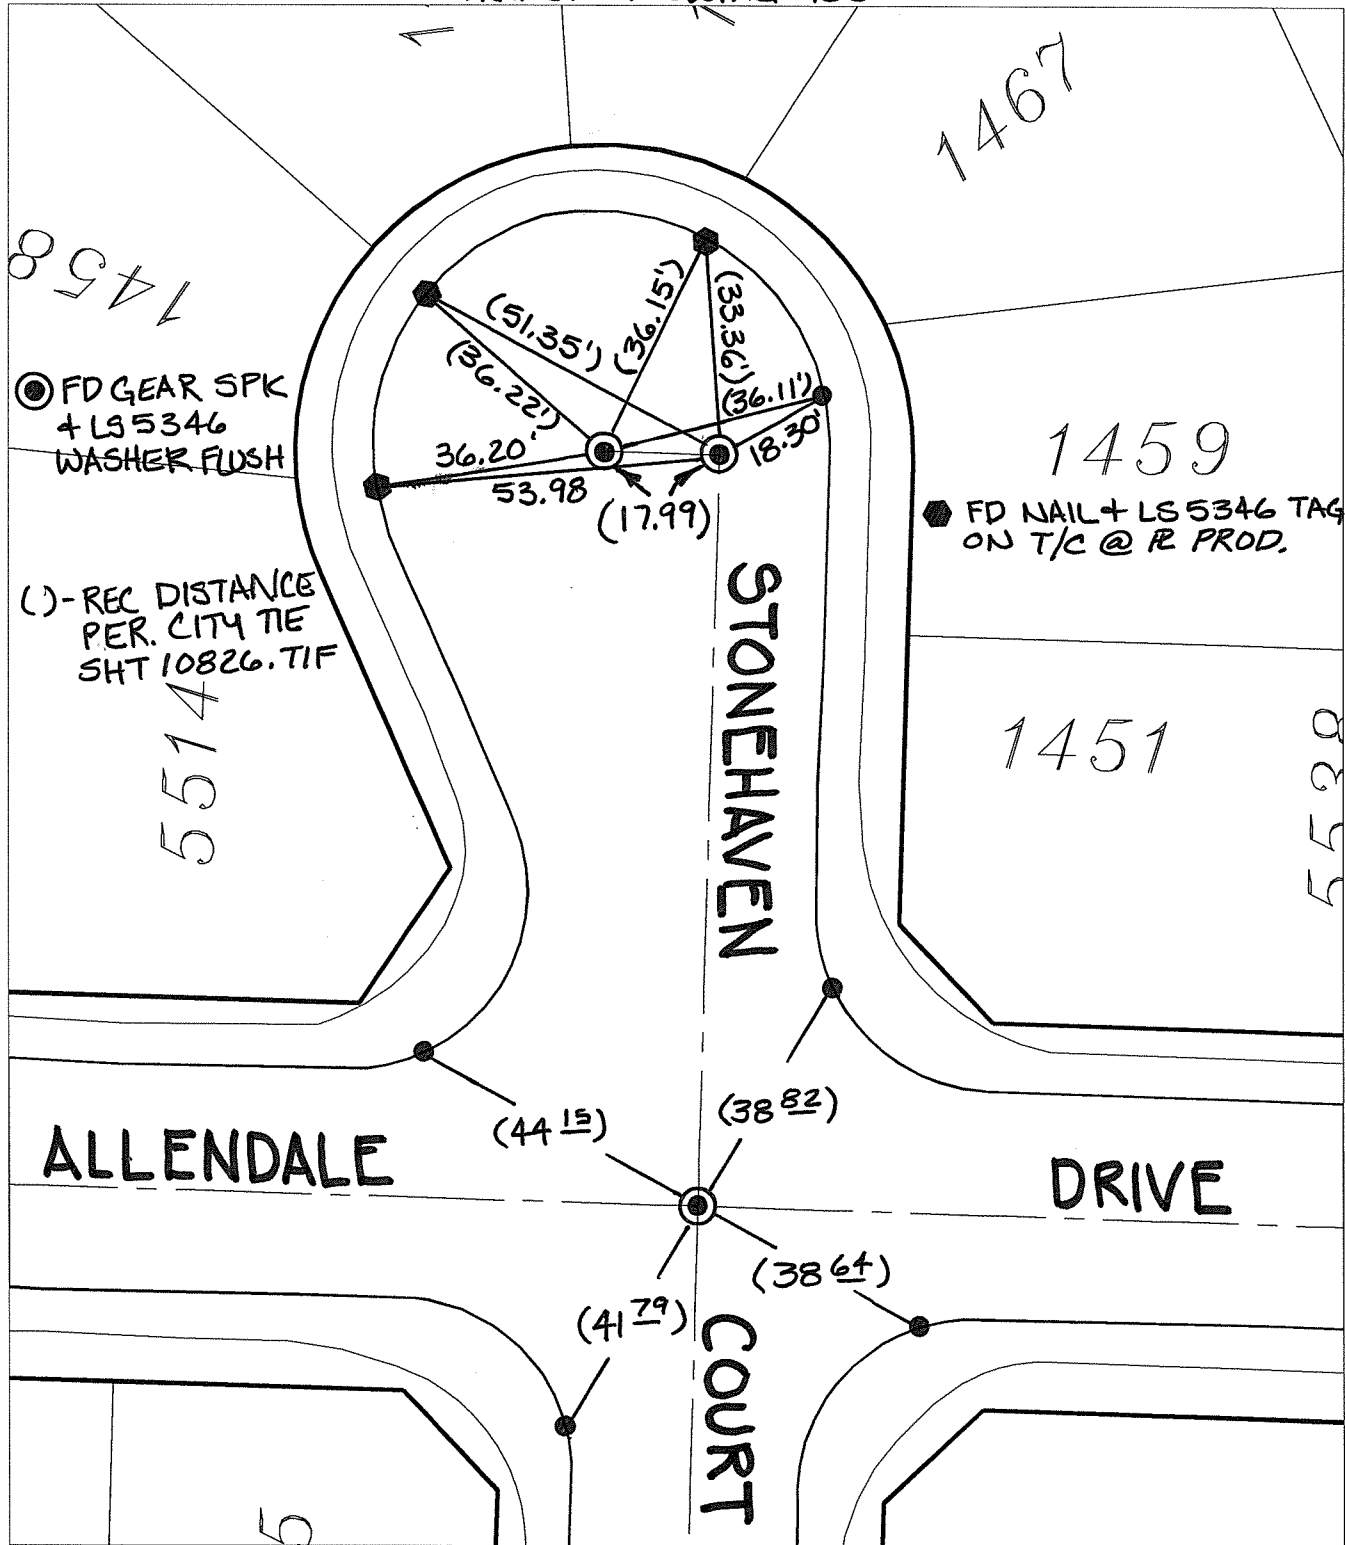 1467
1458
FD GEAR SPK
+ LS 5346
WASHER FLUSH
(51.35')
(36.15')
(33.36')
(36.22')
(36.11')
36.20'
18.30'
53.98
(17.99)
1459
FD NAIL + LS 5346 TAG
ON T/C @ PL PROD.
( ) - REC DISTANCE
PER. CITY TIE
SHT 10826.TIF
5514
STONEHAVEN
1451
5538
(44 15)
(38 82)
ALLENDALE
DRIVE
(38 64)
(41 79)
COURT
5